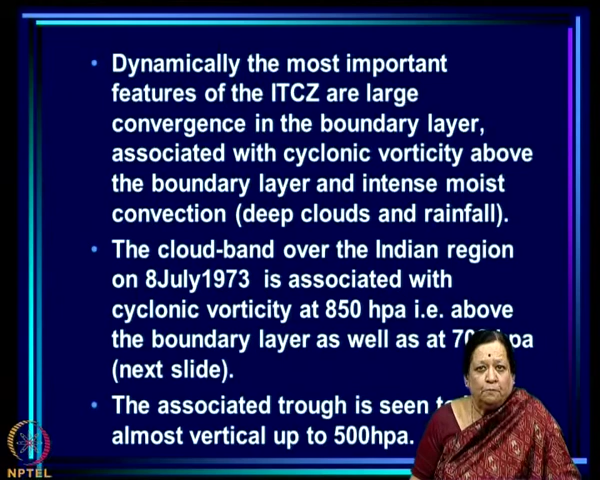 • Dynamically the most important
features of the ITCZ are large
convergence in the boundary layer,
associated with cyclonic vorticity above
the boundary layer and intense moist
convection (deep clouds and rainfall).
• The cloud-band over the Indian region
on 8July1973 is associated with
cyclonic vorticity at 850 hpa i.e. above
the boundary layer as well as at
(next slide).
• The associated trough is seen
almost vertical up to 500hpa.
NPTEL